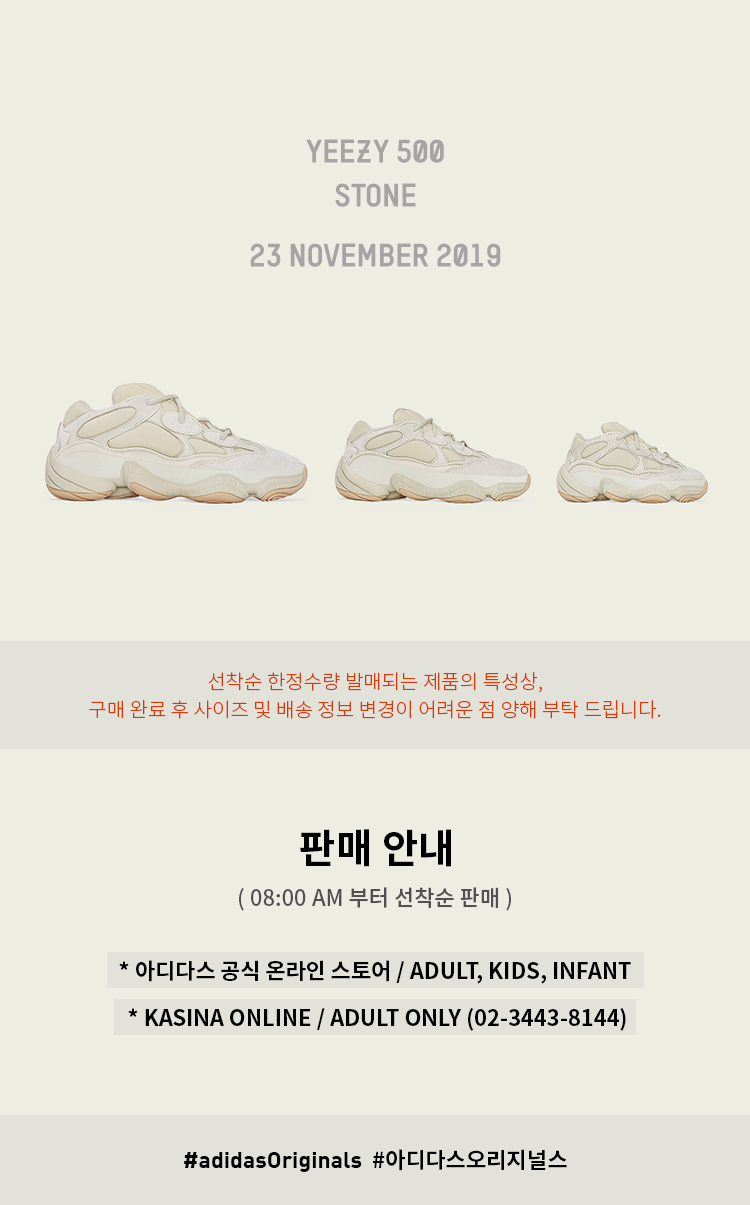 YEEZY 500
STONE
23 NOVEMBER 2019
선착순 한정수량 발매되는 제품의 특성상,
구매 완료 후 사이즈 및 배송 정보 변경이 어려운 점 양해 부탁 드립니다.
판매 안내
( 08:00 AM 부터 선착순 판매 )
* 아디다스 공식 온라인 스토어 / ADULT, KIDS, INFANT
* KASINA ONLINE / ADULT ONLY (02-3443-8144)
#adidasOriginals #아디다스오리지널스